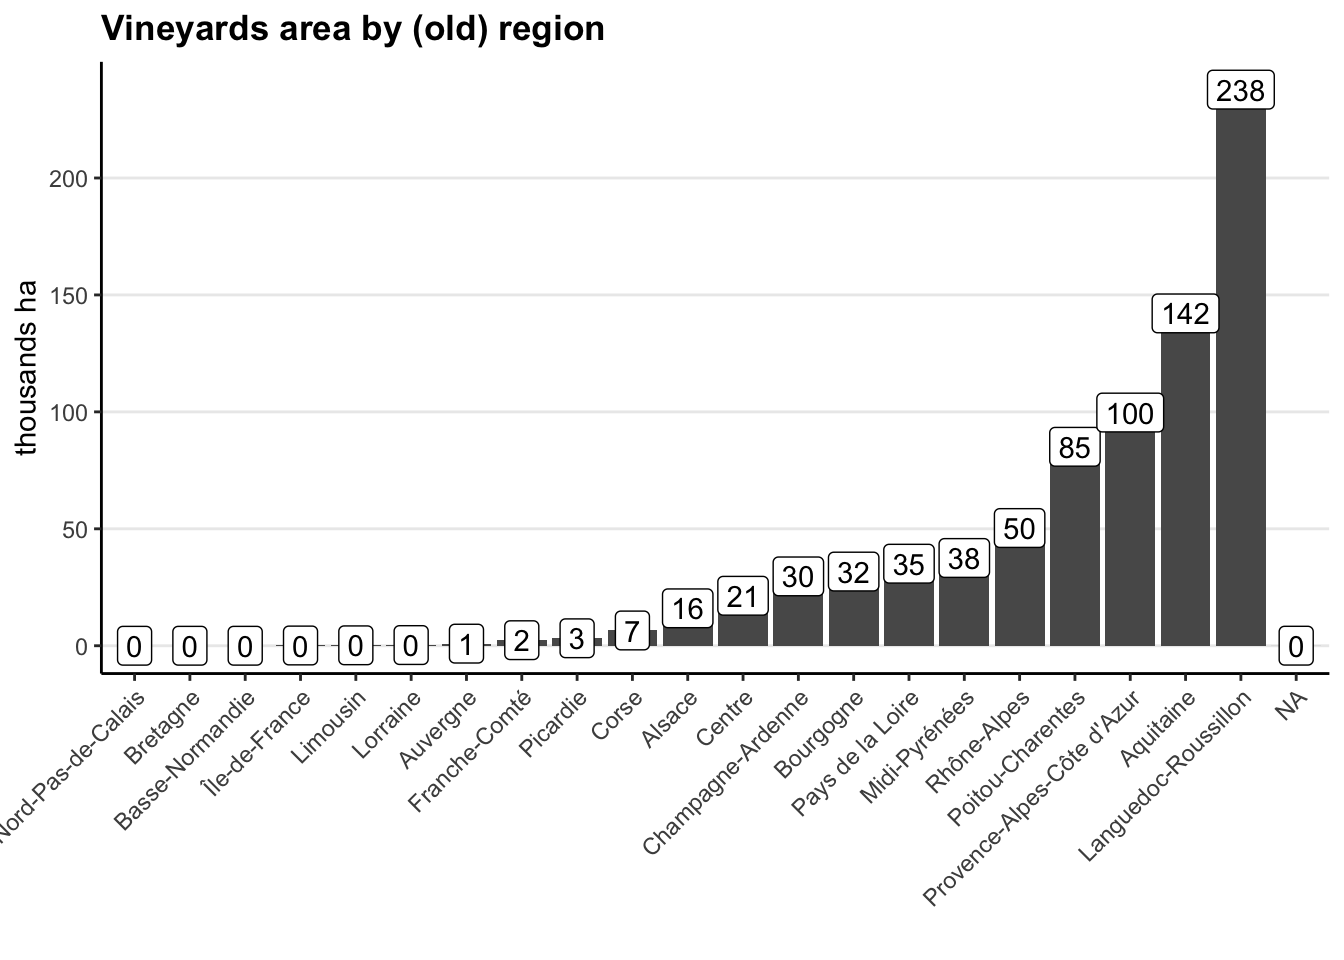 Vineyards area by (old) region
thousands ha
200
150
100
50
0
0
0
0
0
0
0
1
2
3
7
16
21
30
32
35
38
50
85
100
142
238
0
Nord-Pas-de-Calais
Bretagne
Basse-Normandie
Île-de-France
Limousin
Lorraine
Auvergne
Franche-Comté
Picardie
Corse
Alsace
Centre
Champagne-Ardenne
Bourgogne
Pays de la Loire
Midi-Pyrénées
Rhône-Alpes
Poitou-Charentes
Provence-Alpes-Côte d'Azur
Aquitaine
Languedoc-Roussillon
NA